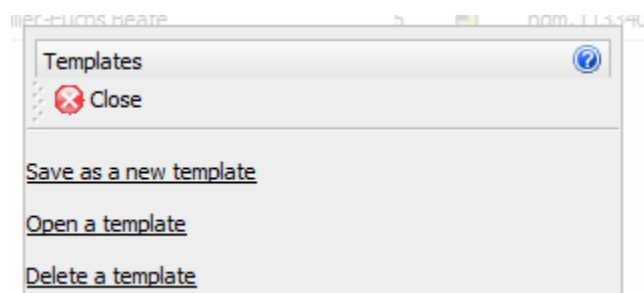 Templates
Close
Save as a new template
Open a template
Delete a template